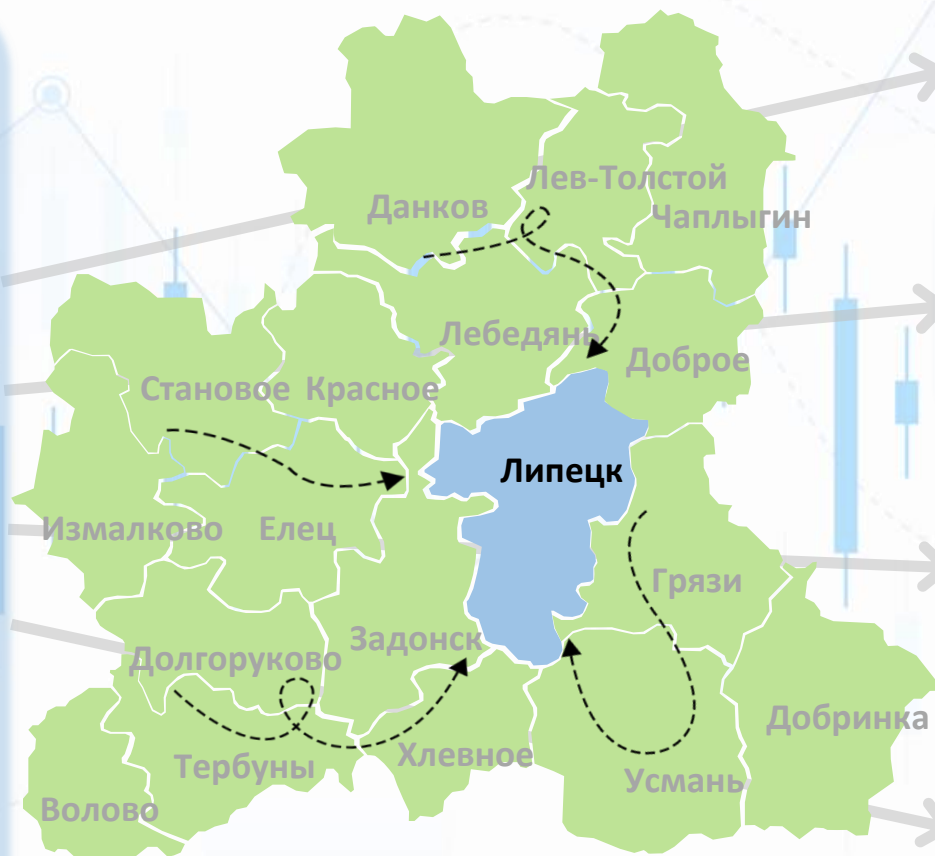 Лев-Толстой
Данков
Чаплыгин
Лебедянь
Доброе
Становое
Красное
Липецк
Измалково
Елец
Грязи
Задонск
Долгоруково
Добринка
Хлевное
Тербуны
Усмань
Волово